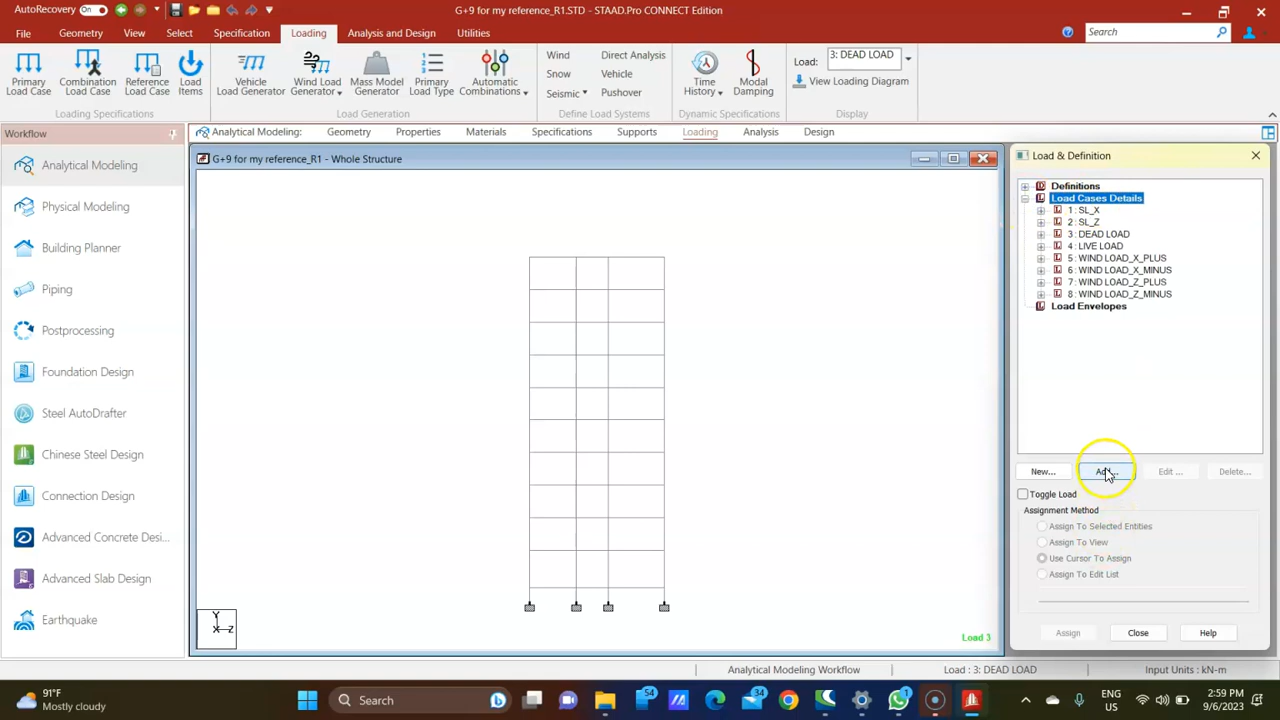 AutoRecovery On G+9 for my reference_R1.STD - STAAD.Pro CONNECT Edition
File Geometry View Select Specification Loading Analysis and Design Utilities Search
Primary Load Case
Combination Load Case
Reference Load Case
Load Items
Loading Specifications
Vehicle Load Generator
Wind Load Generator
Mass Model Generator
Primary Load Type
Automatic Combinations
Load Generation
Wind Direct Analysis
Snow Vehicle
Seismic Pushover
Define Load Systems
Time History
Modal Damping
Dynamic Specifications
Load: 3: DEAD LOAD
View Loading Diagram
Display
Workflow
Analytical Modeling: Geometry Properties Materials Specifications Supports Loading Analysis Design
Analytical Modeling
Physical Modeling
Building Planner
Piping
Postprocessing
Foundation Design
Steel AutoDrafter
Chinese Steel Design
Connection Design
Advanced Concrete Desi...
Advanced Slab Design
Earthquake
G+9 for my reference_R1 - Whole Structure
Y
X Z
Load 3
Load & Definition
Definitions
Load Cases Details
1 : SL_X
2 : SL_Z
3 : DEAD LOAD
4 : LIVE LOAD
5 : WIND LOAD_X_PLUS
6 : WIND LOAD_X_MINUS
7 : WIND LOAD_Z_PLUS
8 : WIND LOAD_Z_MINUS
Load Envelopes
New... Add... Edit ... Delete...
Toggle Load
Assignment Method
Assign To Selected Entities
Assign To View
Use Cursor To Assign
Assign To Edit List
Assign Close Help
Analytical Modeling Workflow Load : 3: DEAD LOAD Input Units : kN-m
91°F
Mostly cloudy
Search
54
34
1
ENG
US
2:59 PM
9/6/2023